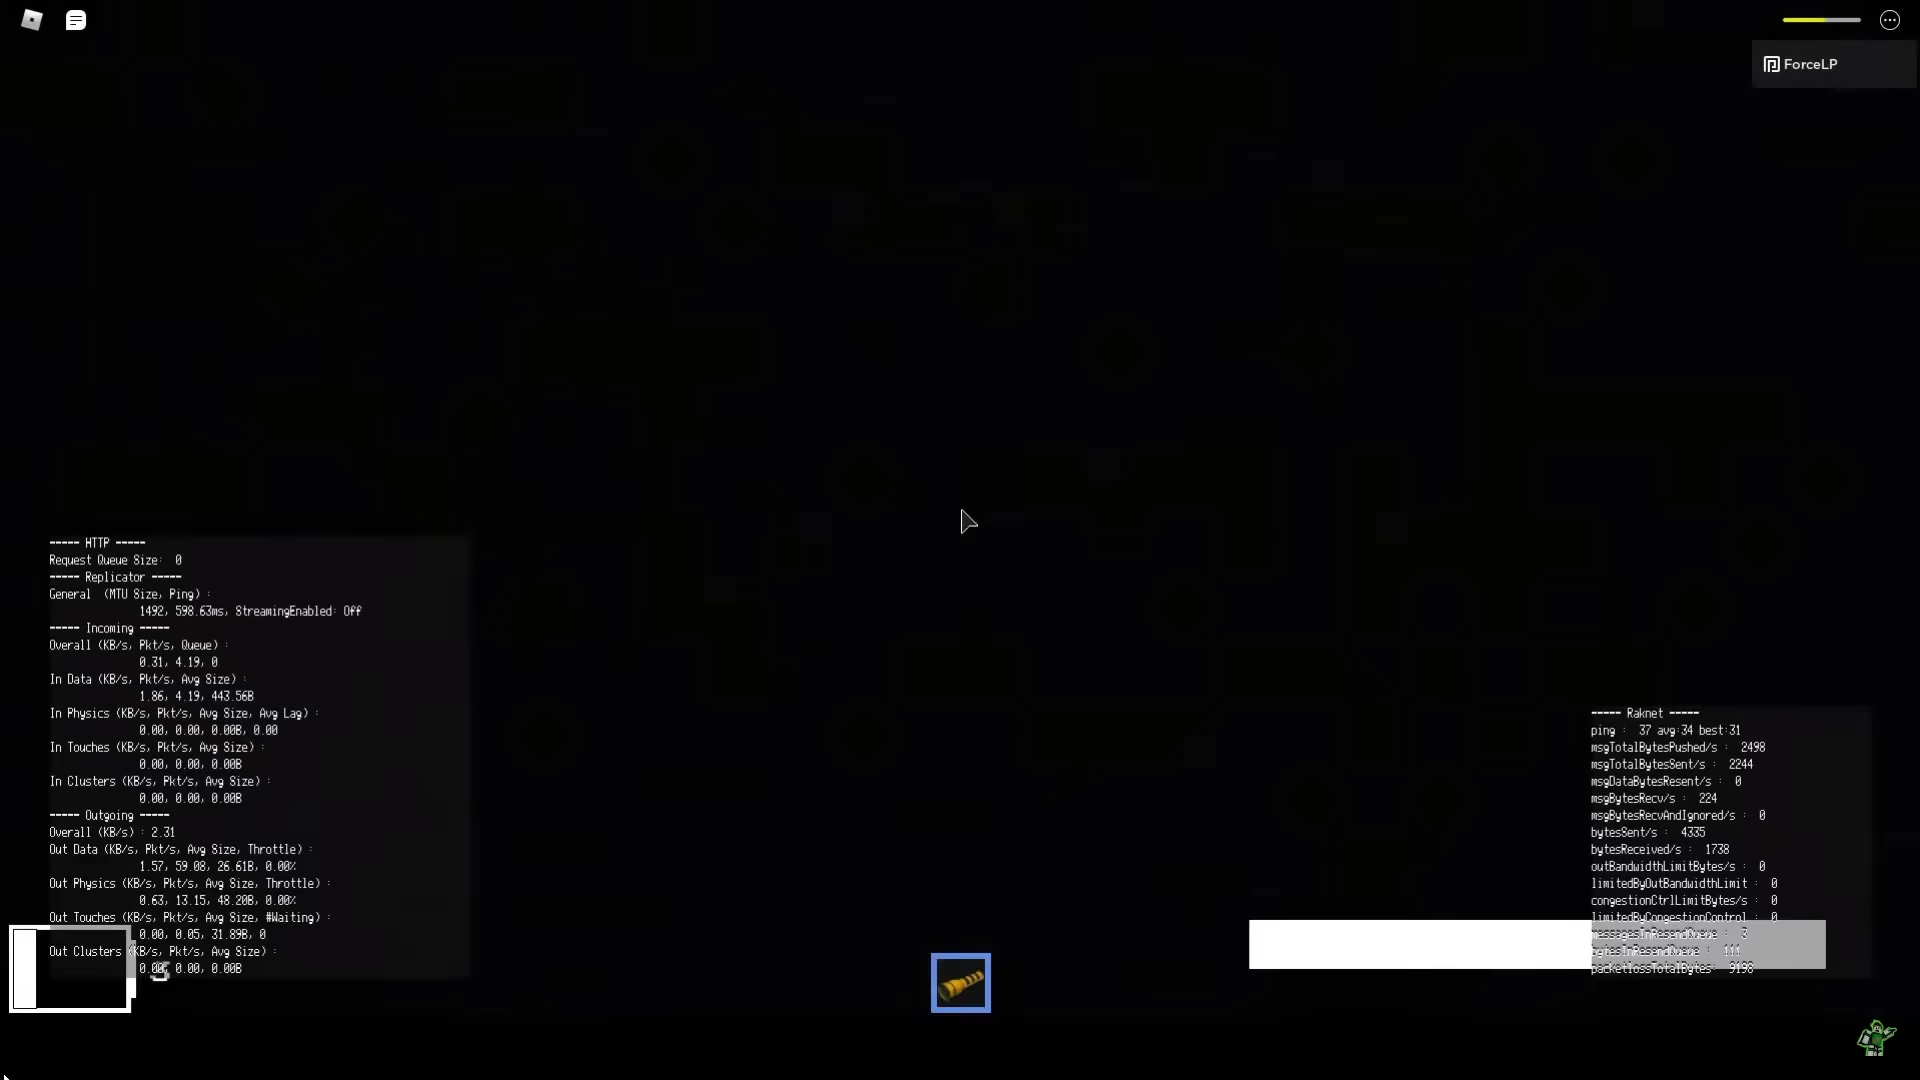 ForceLP
----- HTTP -----
Request Queue Size:  0
----- Replicator -----
General  (MTU Size, Ping) :
1492, 598.63ms, StreamingEnabled: Off
----- Incoming -----
Overall (KB/s, Pkt/s, Queue) :
0.31, 4.19, 0
In Data (KB/s, Pkt/s, Avg Size) :
1.86, 4.19, 443.56B
In Physics (KB/s, Pkt/s, Avg Size, Avg Lag) :
0.00, 0.00, 0.00B, 0.00
In Touches (KB/s, Pkt/s, Avg Size) :
0.00, 0.00, 0.00B
In Clusters (KB/s, Pkt/s, Avg Size) :
0.00, 0.00, 0.00B
----- Outgoing -----
Overall (KB/s) : 2.31
Out Data (KB/s, Pkt/s, Avg Size, Throttle) :
1.57, 59.08, 26.61B, 0.00%
Out Physics (KB/s, Pkt/s, Avg Size, Throttle) :
0.63, 13.15, 48.20B, 0.00%
Out Touches (KB/s, Pkt/s, Avg Size, #Waiting) :
0.00, 0.05, 31.89B, 0
Out Clusters (KB/s, Pkt/s, Avg Size) :
0.00, 0.00, 0.00B
----- Raknet -----
ping :  37 avg:34 best:31
msgTotalBytesPushed/s :  2498
msgTotalBytesSent/s :  2244
msgDataBytesResent/s :  0
msgBytesRecv/s :  224
msgBytesRecvAndIgnored/s :  0
bytesSent/s :  4335
bytesReceived/s :  1738
outBandwidthLimitBytes/s :  0
limitedByOutBandwidthLimit :  0
congestionCtrlLimitBytes/s :  0
limitedByCongestionControl :  0
messagesInResendQueue :  3
bytesInResendQueue :  111
packetlossTotalBytes:  9198